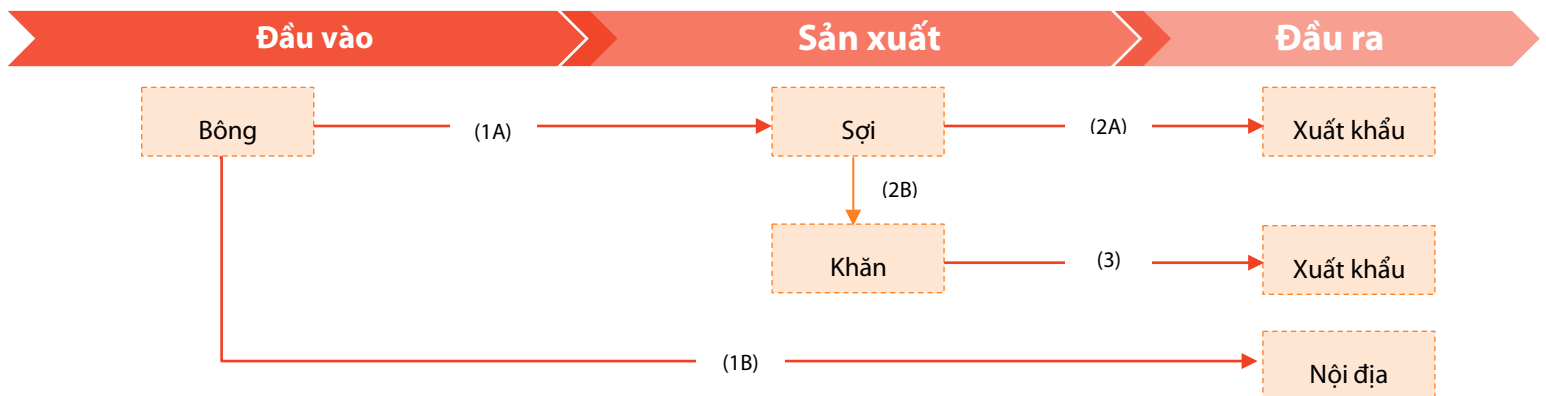 Đầu vào
Sản xuất
Đầu ra
Bông
(1A)
Sợi
(2A)
Xuất khẩu
(2B)
Khăn
(3)
Xuất khẩu
(1B)
Nội địa